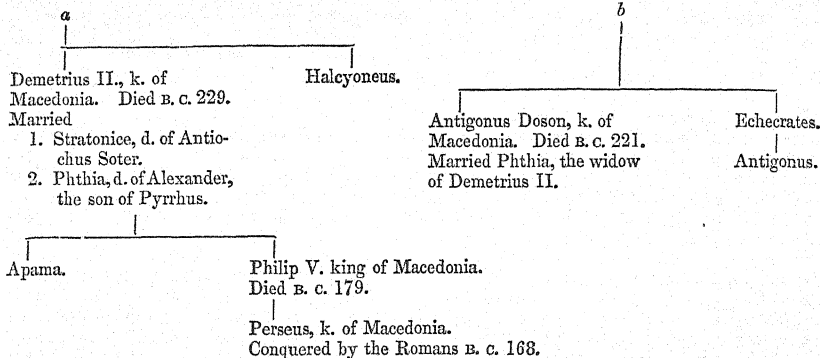 a
b
Demetrius II., k. of
Macedonia. Died B. C. 229.
Married
1. Stratonice, d. of Antio-
chus Soter.
2. Phthia, d. of Alexander,
the son of Pyrrhus.
Halcyoneus.
Antigonus Doson, k. of
Macedonia. Died B. C. 221.
Married Phthia, the widow
of Demetrius II.
Echecrates.
Antigonus.
Apama.
Philip V. king of Macedonia.
Died B. C. 179.
Perseus, k. of Macedonia.
Conquered by the Romans B. C. 168.